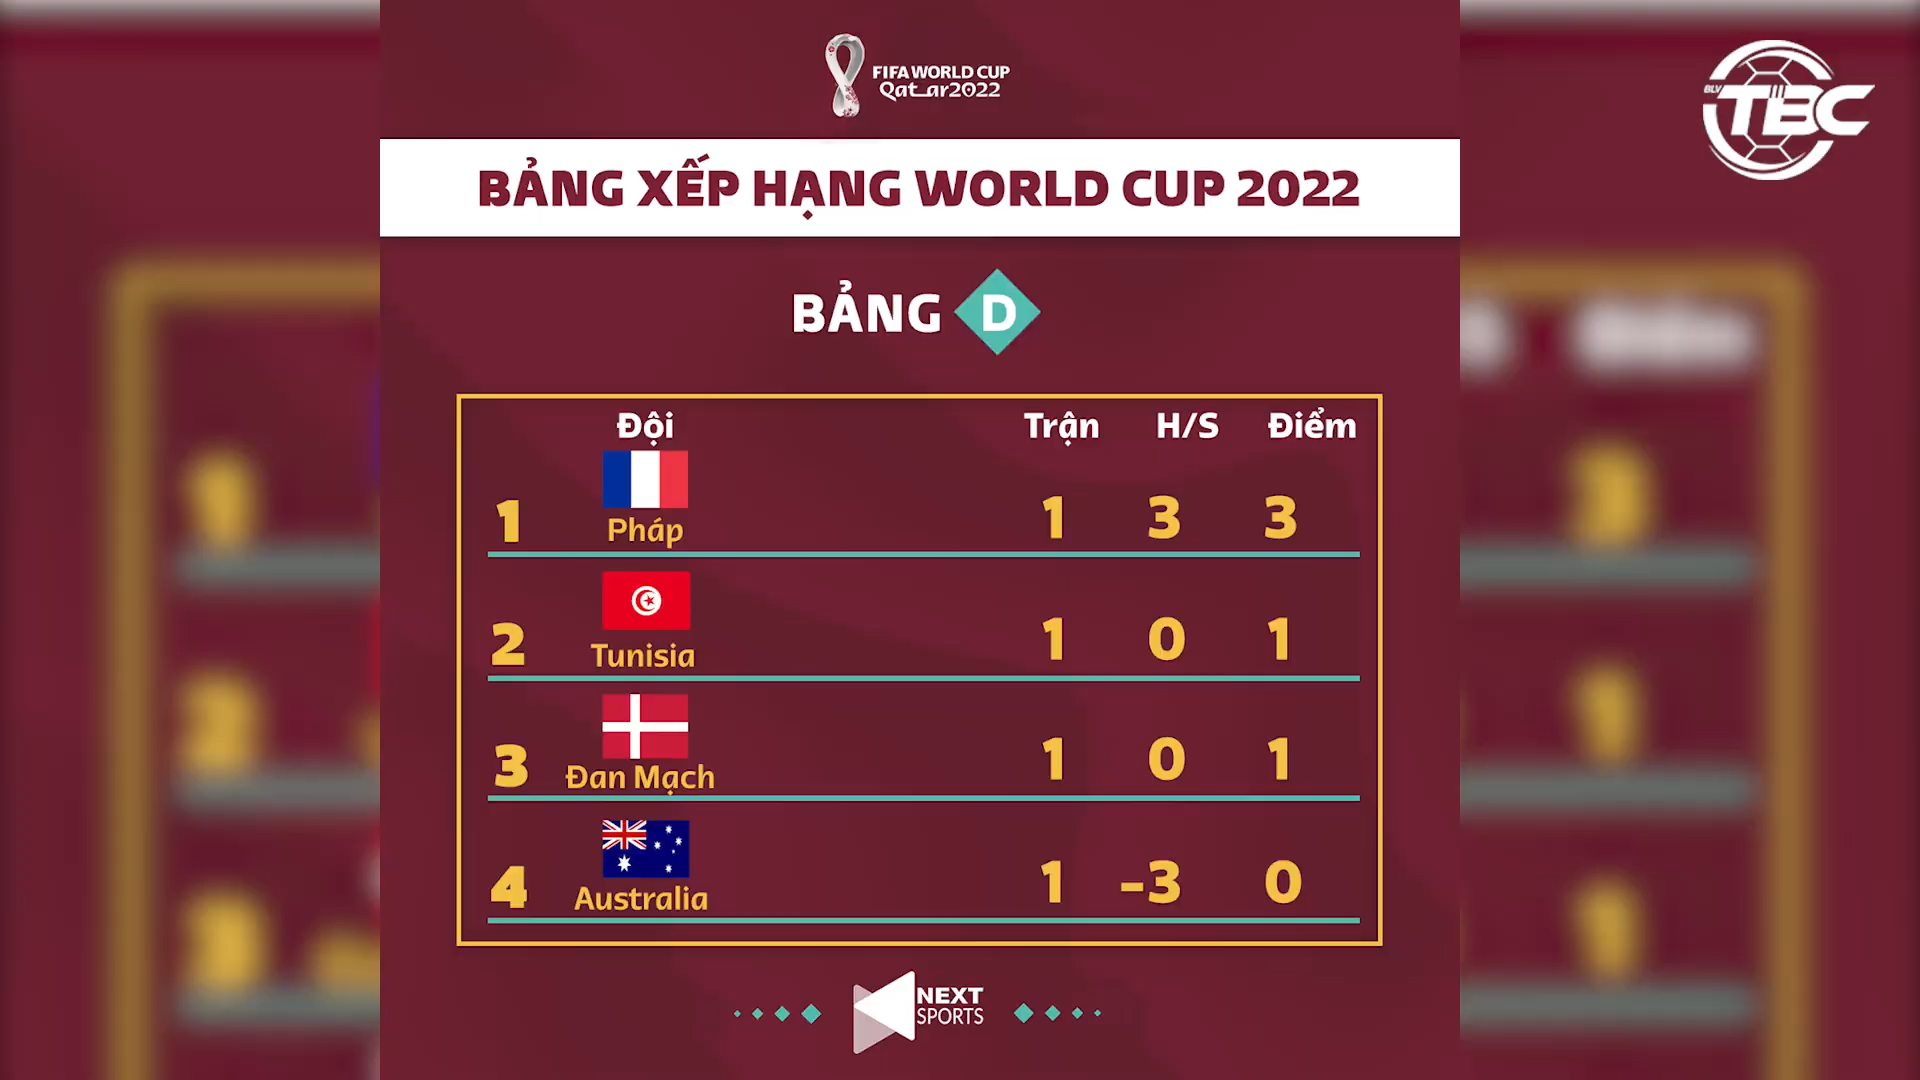 FIFA WORLD CUP
Qatar2022
BLV
TBC
BẢNG XẾP HẠNG WORLD CUP 2022
BẢNG D
Đội Trận H/S Điểm
1 Pháp 1 3 3
2 Tunisia 1 0 1
3 Đan Mạch 1 0 1
4 Australia 1 -3 0
NEXT
SPORTS